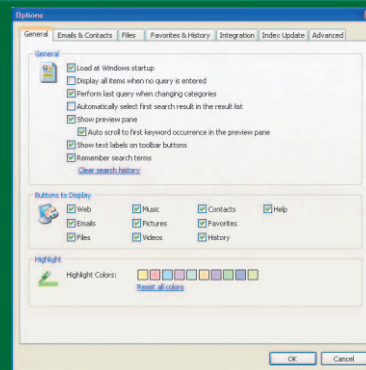 Options
General Emails & Contacts Files Favorites & History Integration Index Update Advanced
General
Load at Windows startup
Display all items when no query is entered
Perform last query when changing categories
Automatically select first search result in the result list
Show preview pane
Auto scroll to first keyword occurrence in the preview pane
Show text labels on toolbar buttons
Remember search terms
Clear search history
Buttons to Display
Web Music Contacts Help
Emails Pictures Favorites
Files Videos History
Highlight
Highlight Colors:
Reset all colors
OK Cancel